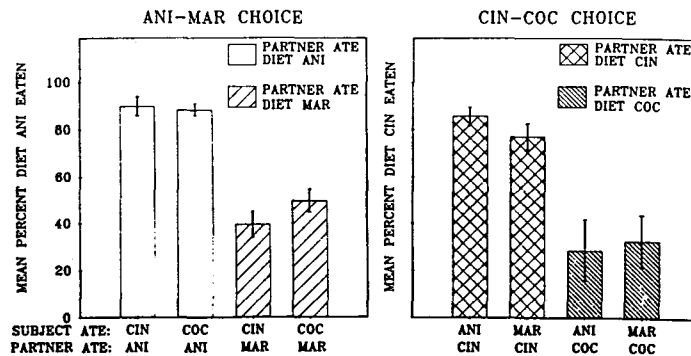 ANI-MAR CHOICE
MEAN PERCENT DIET ANI EATEN
100
80
60
40
20
0
PARTNER ATE
DIET ANI
PARTNER ATE
DIET MAR
SUBJECT ATE: CIN COC CIN COC
PARTNER ATE: ANI ANI MAR MAR
CIN-COC CHOICE
MEAN PERCENT DIET CIN EATEN
PARTNER ATE
DIET CIN
PARTNER ATE
DIET COC
ANI MAR ANI MAR
CIN CIN COC COC